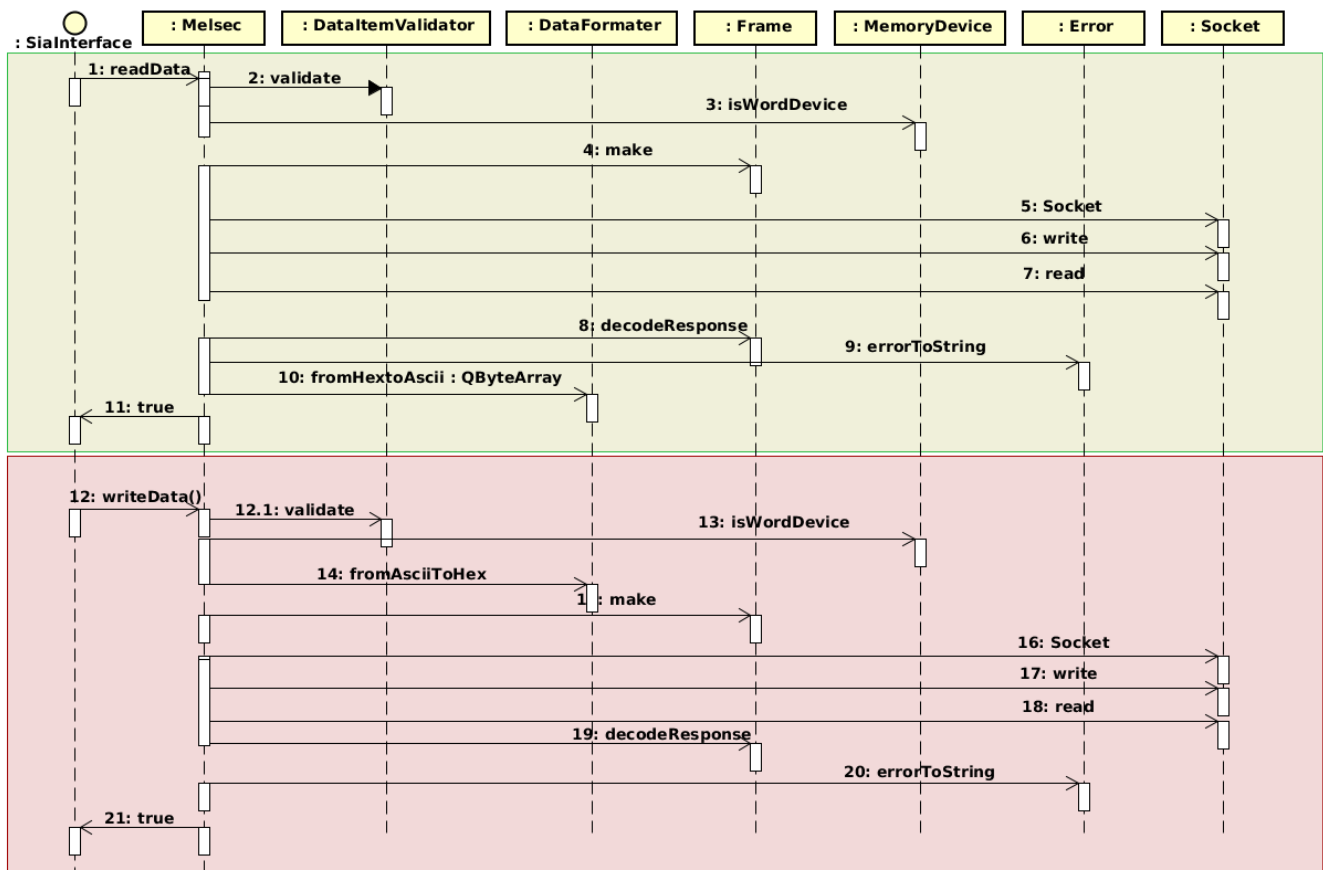 : SiaInterface
: Melsec
: DataItemValidator
: DataFormater
: Frame
: MemoryDevice
: Error
: Socket
1: readData
2: validate
3: isWordDevice
4: make
5: Socket
6: write
7: read
8: decodeResponse
9: errorToString
10: fromHextoAscii : QByteArray
11: true
12: writeData()
12.1: validate
13: isWordDevice
14: fromAsciiToHex
: make
16: Socket
17: write
18: read
19: decodeResponse
20: errorToString
21: true